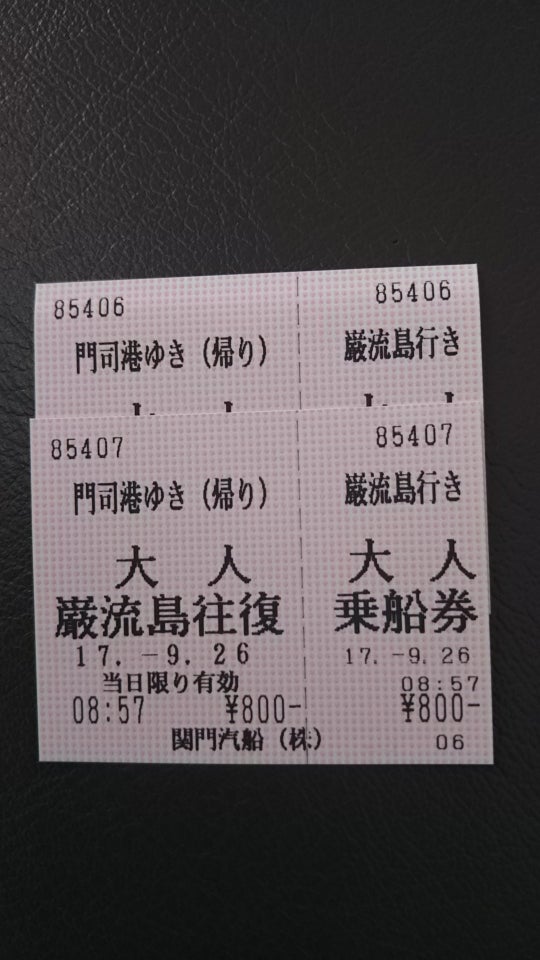 85406 85406
門司港ゆき（帰り） 巌流島行き
85407 85407
門司港ゆき（帰り） 巌流島行き
大 人 大 人
巌流島往復 乗船券
17. -9. 26 17. -9. 26
当日限り有効 08:57
08:57 ¥800- ¥800-
関門汽船（株） 06